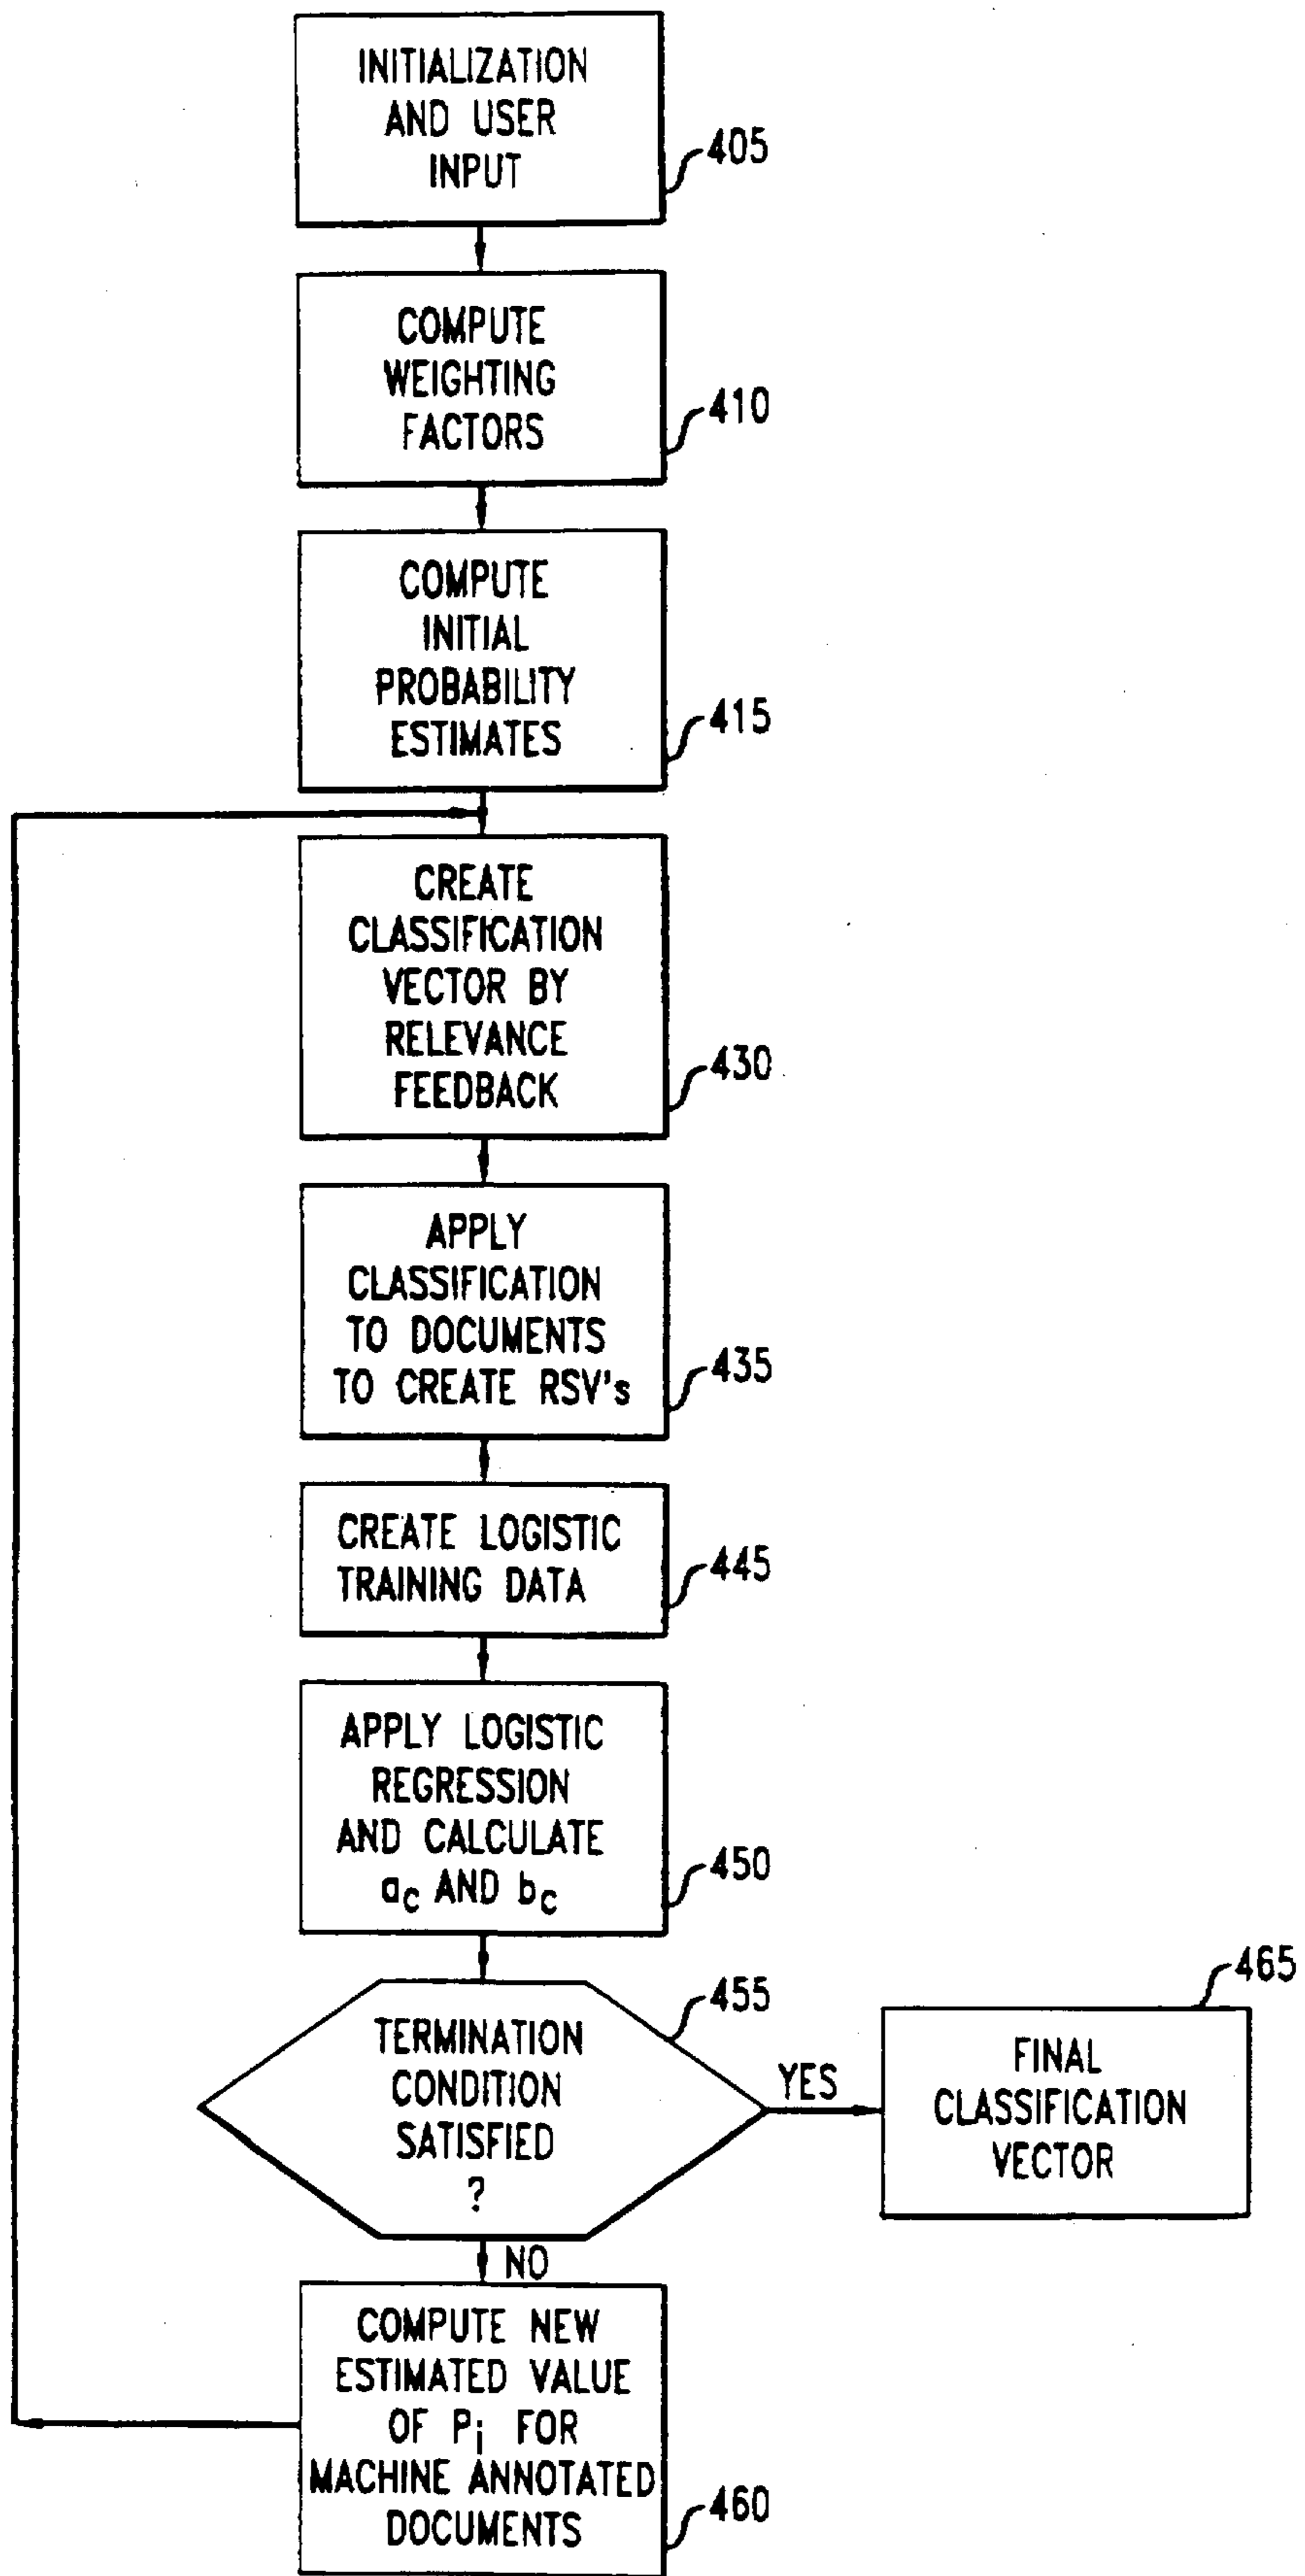 INITIALIZATION
AND USER
INPUT
405
COMPUTE
WEIGHTING
FACTORS
410
COMPUTE
INITIAL
PROBABILITY
ESTIMATES
415
CREATE
CLASSIFICATION
VECTOR BY
RELEVANCE
FEEDBACK
430
APPLY
CLASSIFICATION
TO DOCUMENTS
TO CREATE RSV's
435
CREATE LOGISTIC
TRAINING DATA
445
APPLY LOGISTIC
REGRESSION
AND CALCULATE
a_c AND b_c
450
TERMINATION
CONDITION
SATISFIED
?
455
YES
FINAL
CLASSIFICATION
VECTOR
465
NO
COMPUTE NEW
ESTIMATED VALUE
OF P_i FOR
MACHINE ANNOTATED
DOCUMENTS
460